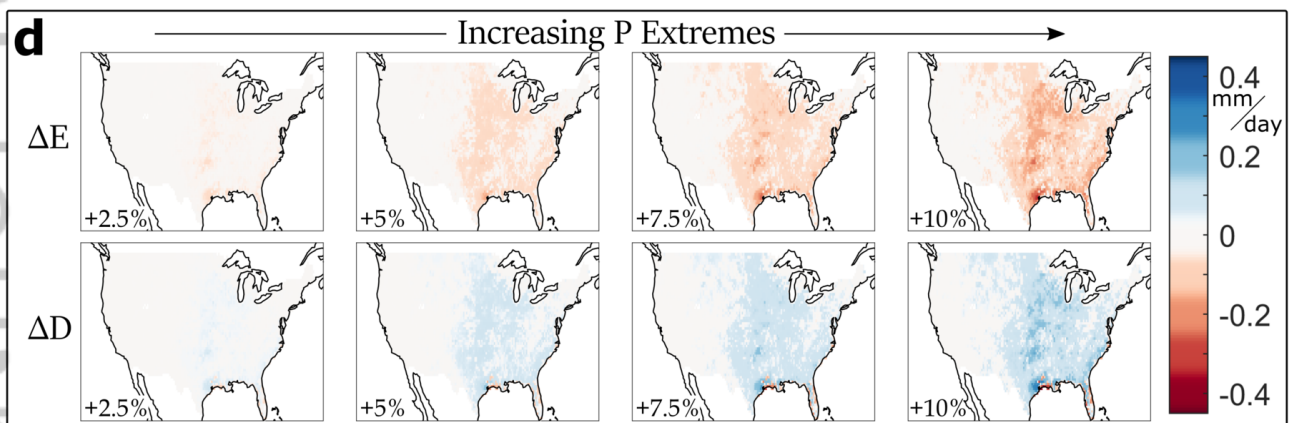 d
Increasing P Extremes
ΔE
+2.5%
+5%
+7.5%
+10%
ΔD
+2.5%
+5%
+7.5%
+10%
0.4
mm/day
0.2
0
-0.2
-0.4